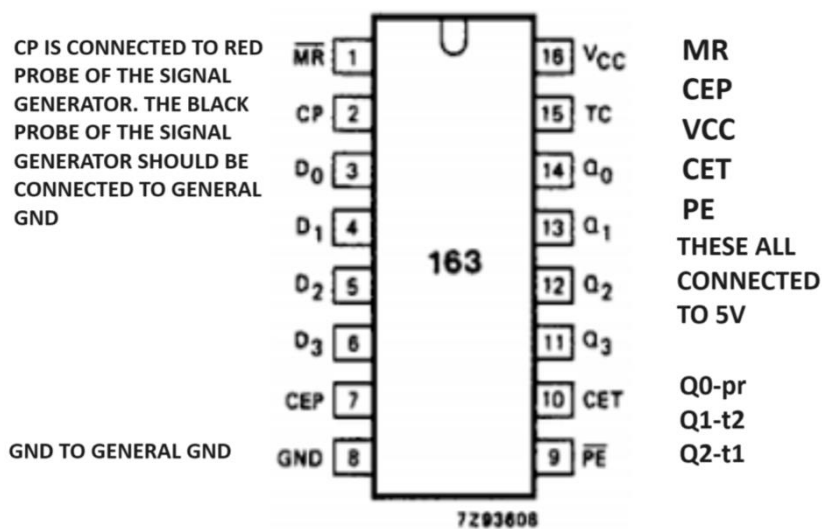 CP IS CONNECTED TO RED
PROBE OF THE SIGNAL
GENERATOR. THE BLACK
PROBE OF THE SIGNAL
GENERATOR SHOULD BE
CONNECTED TO GENERAL
GND
GND TO GENERAL GND
M̅R̅ 1
CP 2
D0 3
D1 4
D2 5
D3 6
CEP 7
GND 8
163
16 VCC
15 TC
14 Q0
13 Q1
12 Q2
11 Q3
10 CET
9 P̅E̅
7Z93608
MR
CEP
VCC
CET
PE
THESE ALL
CONNECTED
TO 5V
Q0-pr
Q1-t2
Q2-t1